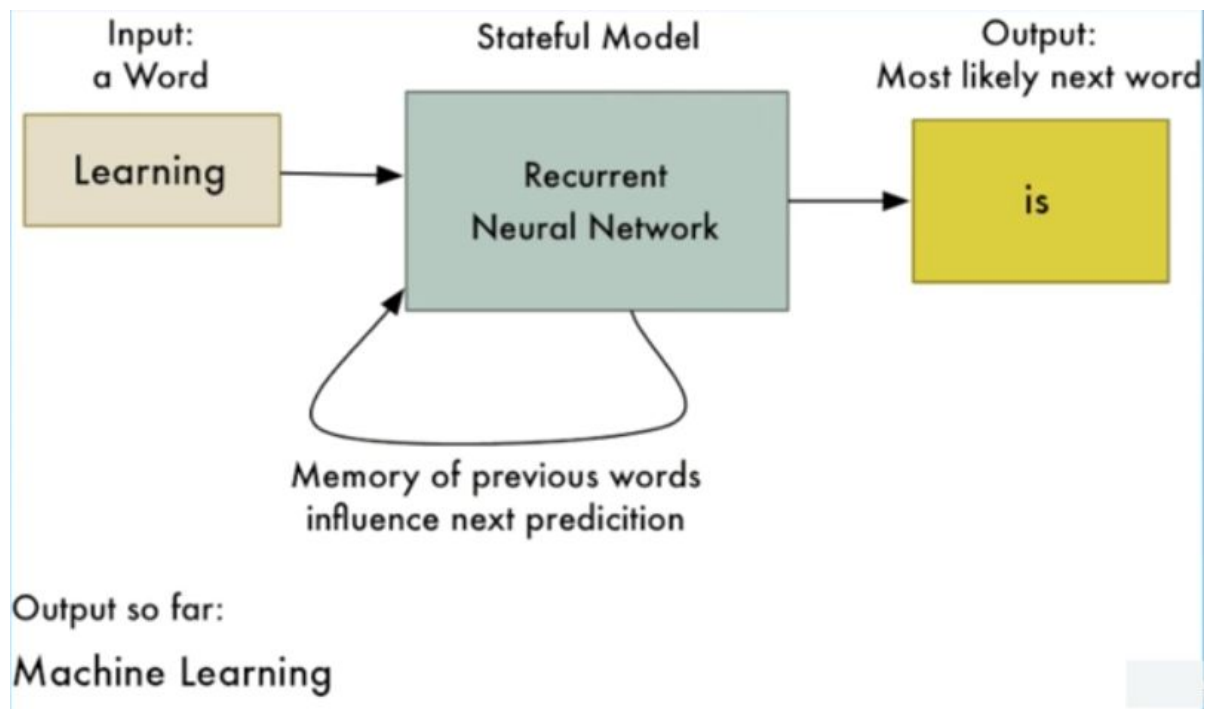 Input:
a Word
Stateful Model
Output:
Most likely next word
Learning
Recurrent
Neural Network
is
Memory of previous words
influence next predicition
Output so far:
Machine Learning